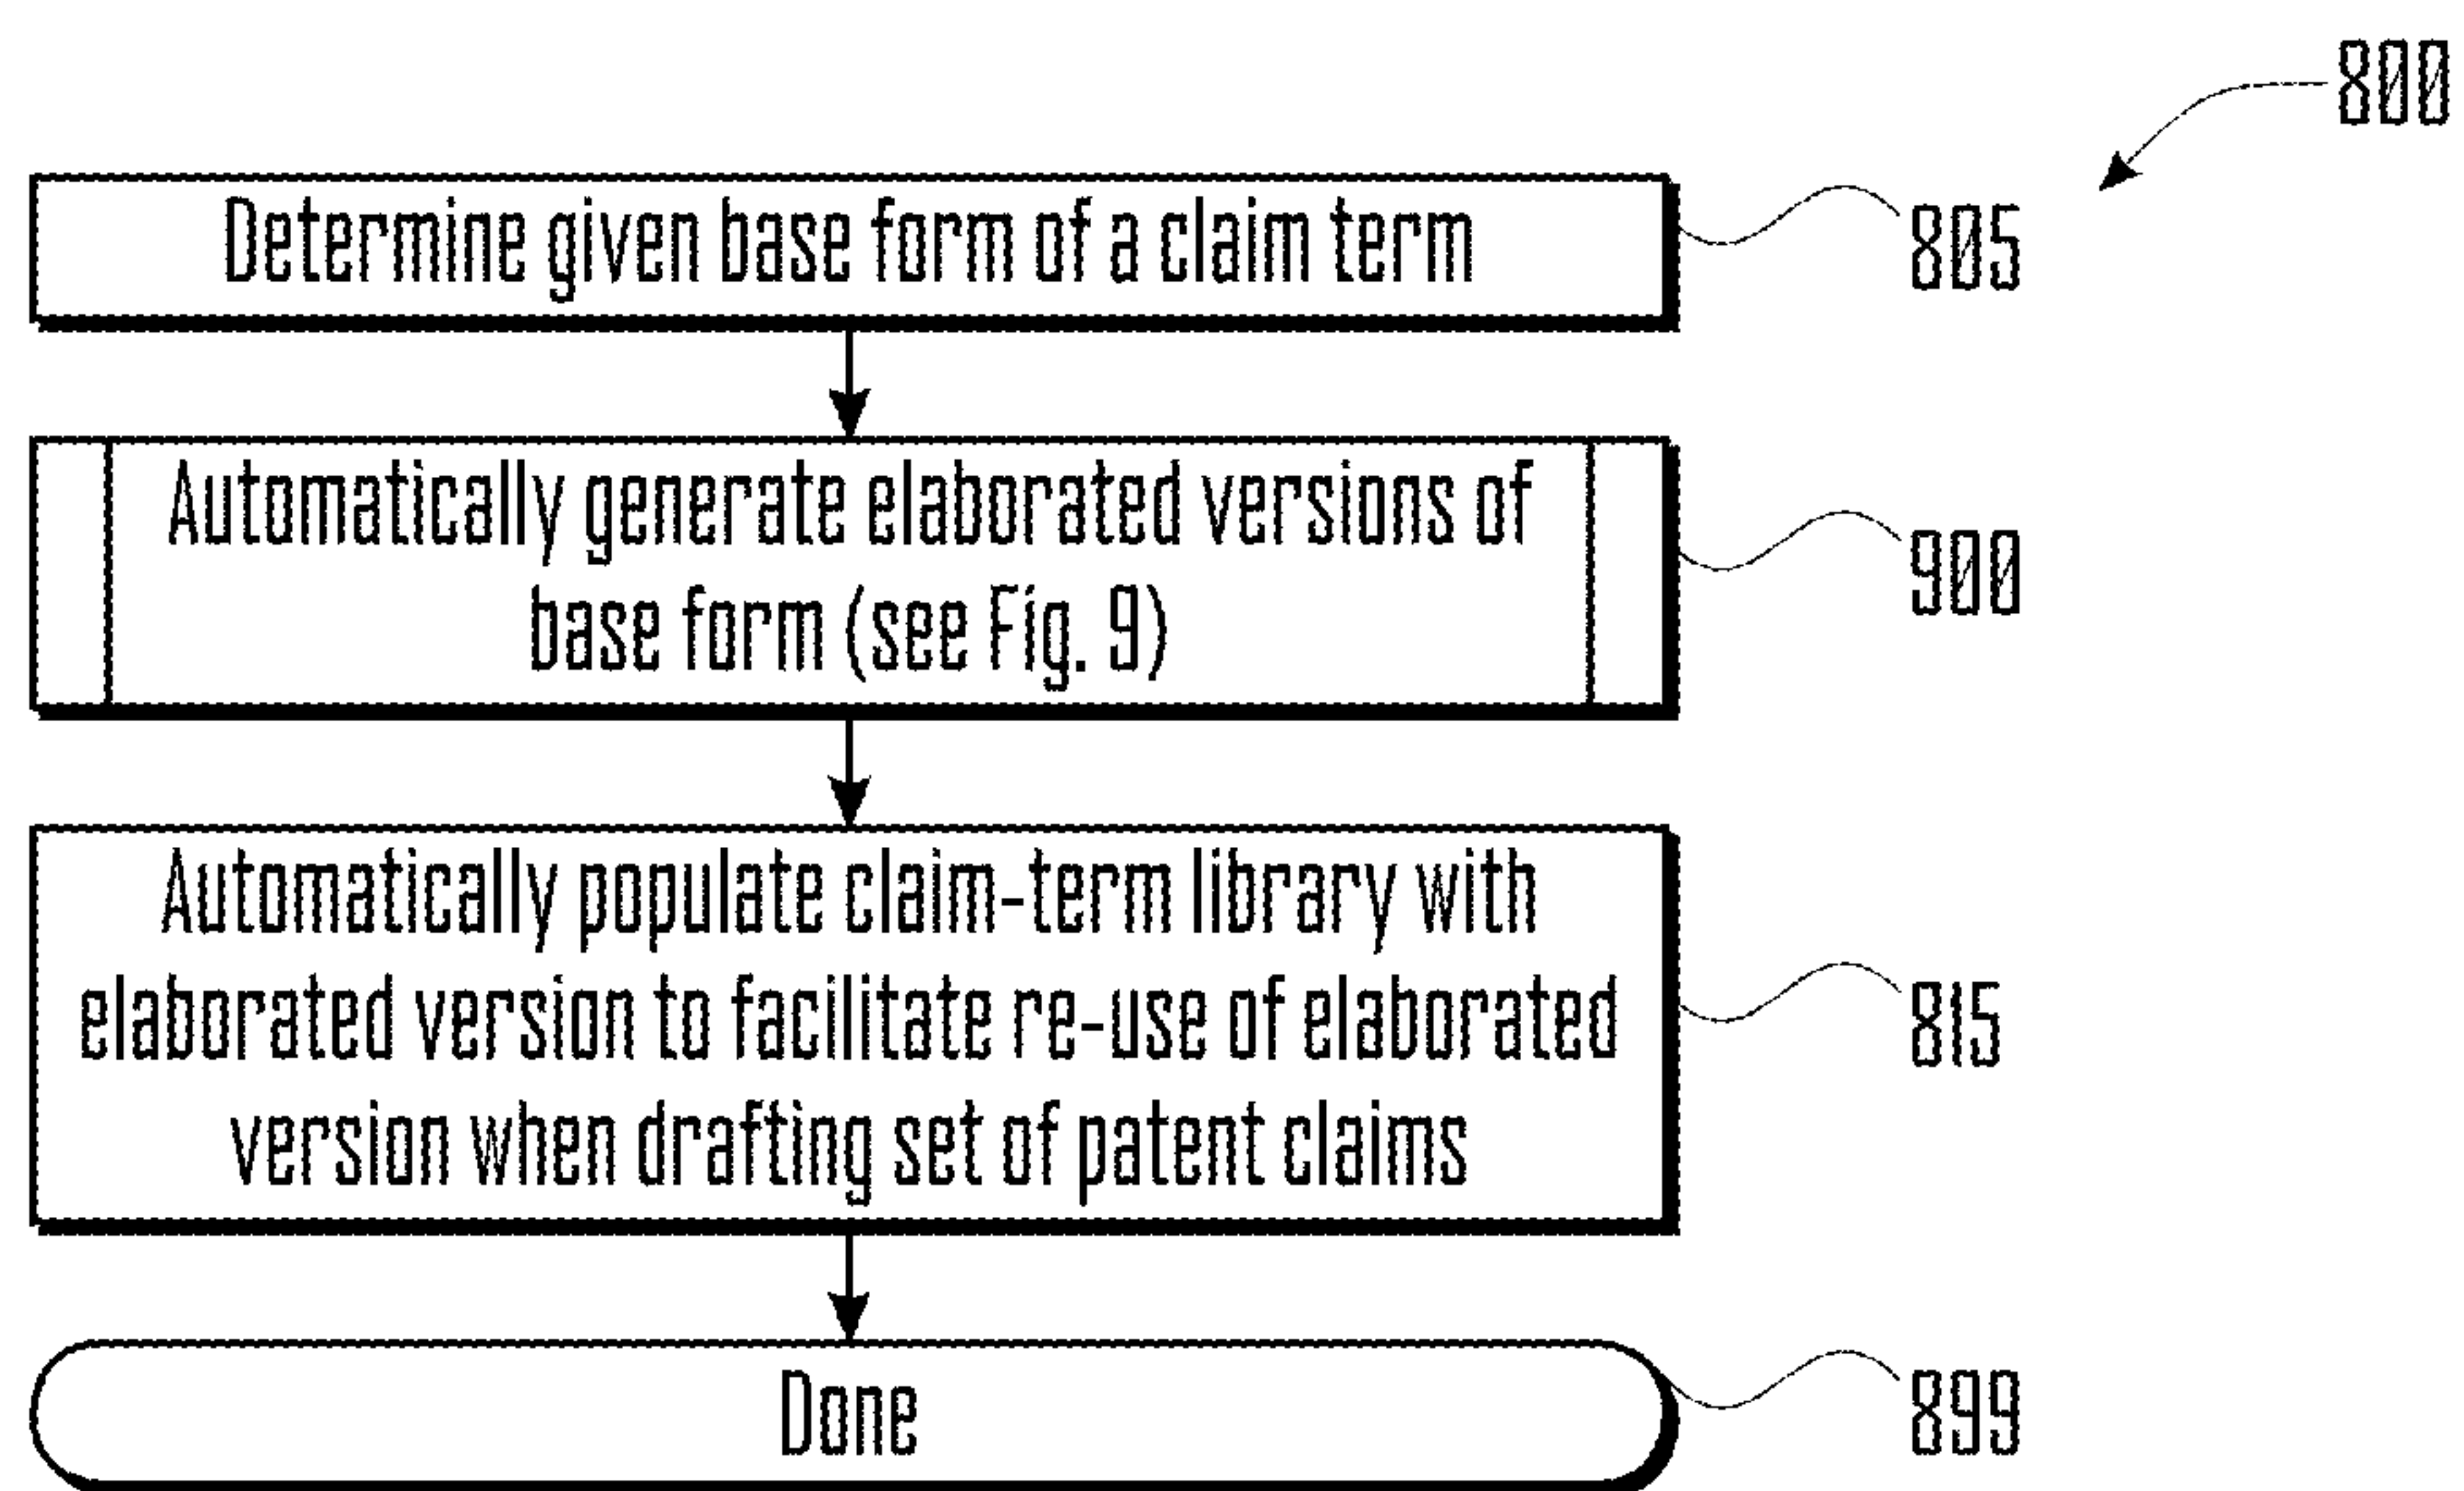 800
Determine given base form of a claim term
805
Automatically generate elaborated versions of
base form (see Fig. 9)
900
Automatically populate claim-term library with
elaborated version to facilitate re-use of elaborated
version when drafting set of patent claims
815
Done
899